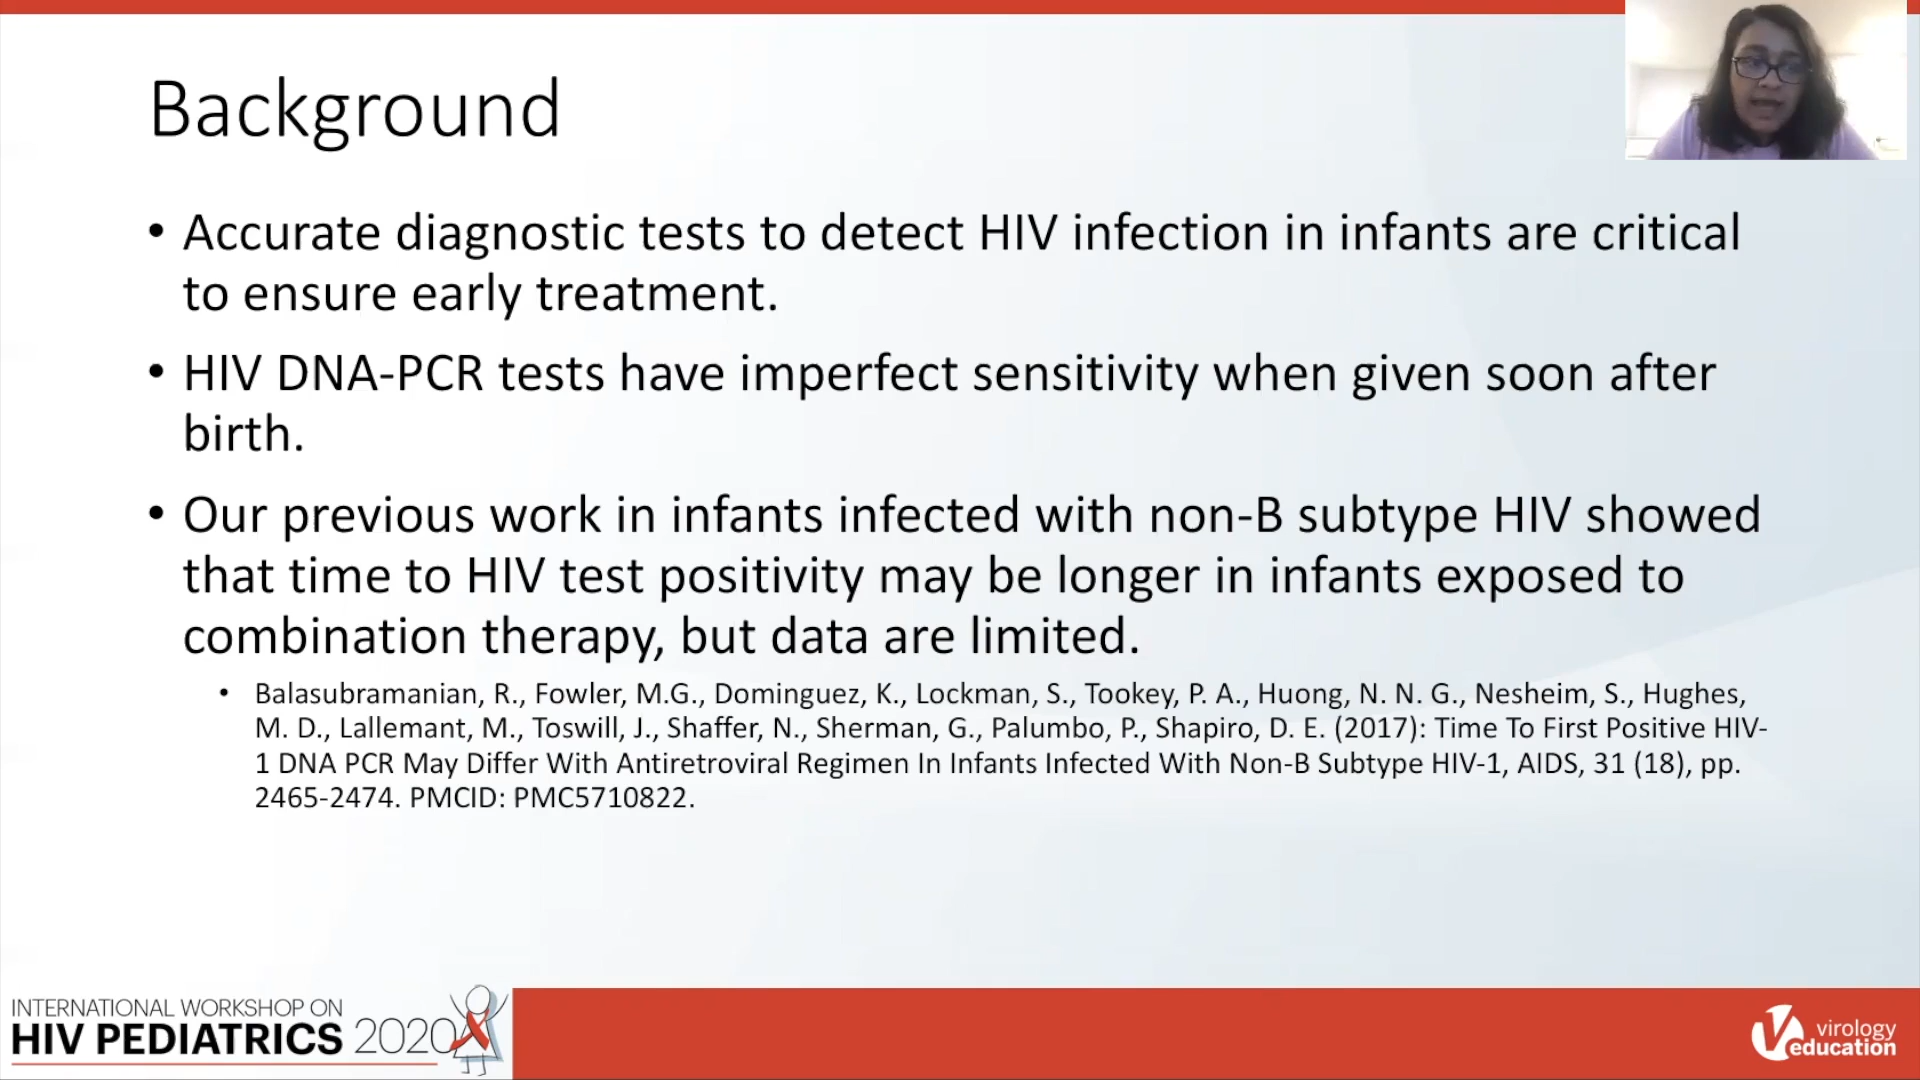 Background
• Accurate diagnostic tests to detect HIV infection in infants are critical
to ensure early treatment.
• HIV DNA-PCR tests have imperfect sensitivity when given soon after
birth.
• Our previous work in infants infected with non-B subtype HIV showed
that time to HIV test positivity may be longer in infants exposed to
combination therapy, but data are limited.
• Balasubramanian, R., Fowler, M.G., Dominguez, K., Lockman, S., Tookey, P. A., Huong, N. N. G., Nesheim, S., Hughes,
M. D., Lallemant, M., Toswill, J., Shaffer, N., Sherman, G., Palumbo, P., Shapiro, D. E. (2017): Time To First Positive HIV-
1 DNA PCR May Differ With Antiretroviral Regimen In Infants Infected With Non-B Subtype HIV-1, AIDS, 31 (18), pp.
2465-2474. PMCID: PMC5710822.
INTERNATIONAL WORKSHOP ON
HIV PEDIATRICS 2020
virology
education